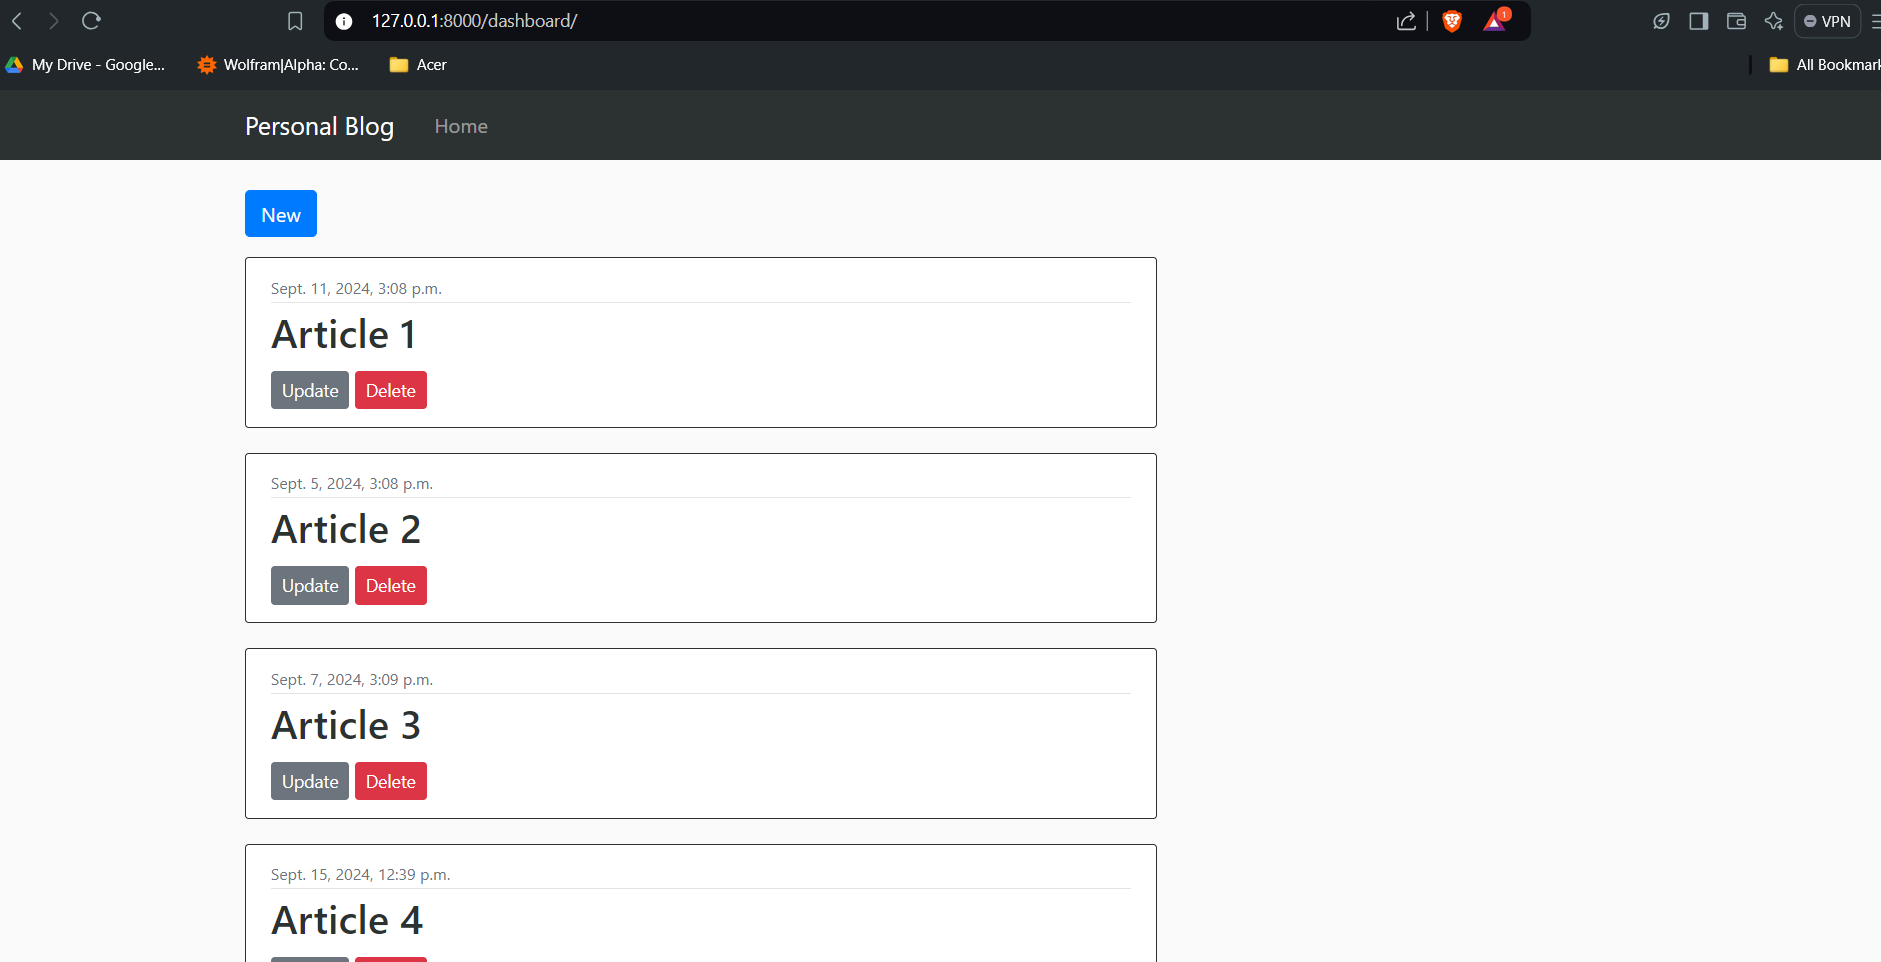 127.0.0.1:8000/dashboard/
1
VPN
My Drive - Google...
Wolfram|Alpha: Co...
Acer
All Bookmark
Personal Blog
Home
New
Sept. 11, 2024, 3:08 p.m.
Article 1
Update Delete
Sept. 5, 2024, 3:08 p.m.
Article 2
Update Delete
Sept. 7, 2024, 3:09 p.m.
Article 3
Update Delete
Sept. 15, 2024, 12:39 p.m.
Article 4